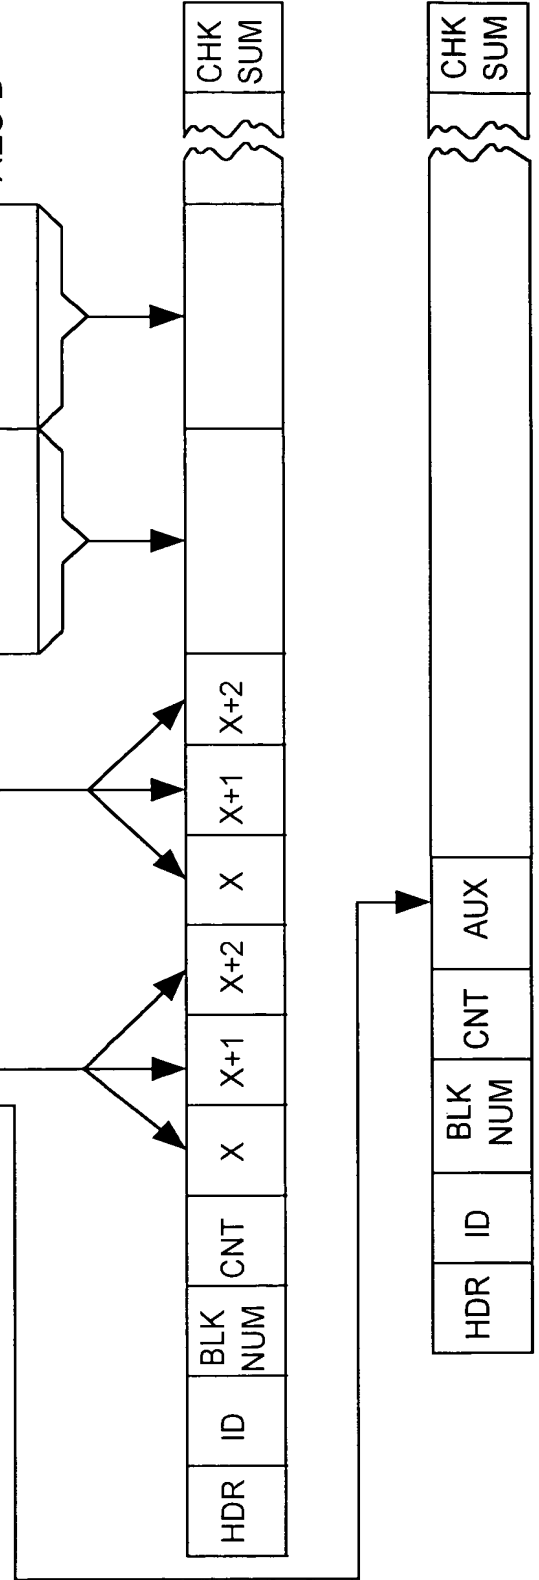 HDR
ID
BLK
NUM
CNT
X
X+1
X+2
X
X+1
X+2
CHK
SUM
HDR
ID
BLK
NUM
CNT
AUX
CHK
SUM